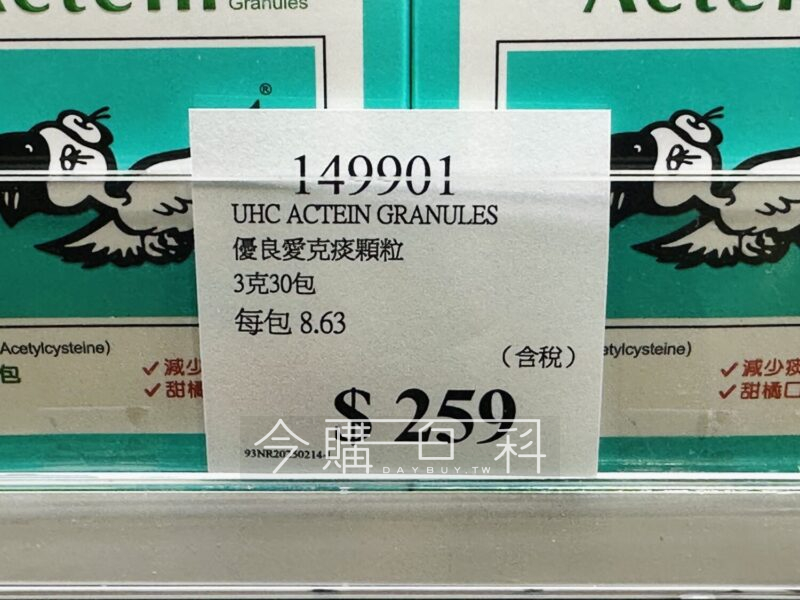 Granules
®
149901
UHC ACTEIN GRANULES
優良愛克痰顆粒
3克30包
每包 8.63
(含稅)
$ 259
今購百科
DAYBUY.TW
Acetylcysteine)
包
✓減少
✓甜橘
etylcysteine)
✓減少痰
✓甜橘口